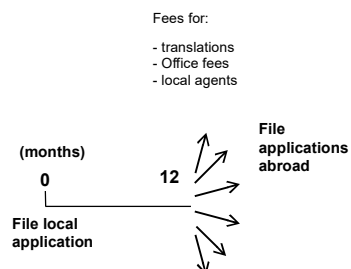 Fees for:
- translations
- Office fees
- local agents
File
applications
abroad
(months)
0
12
File local
application